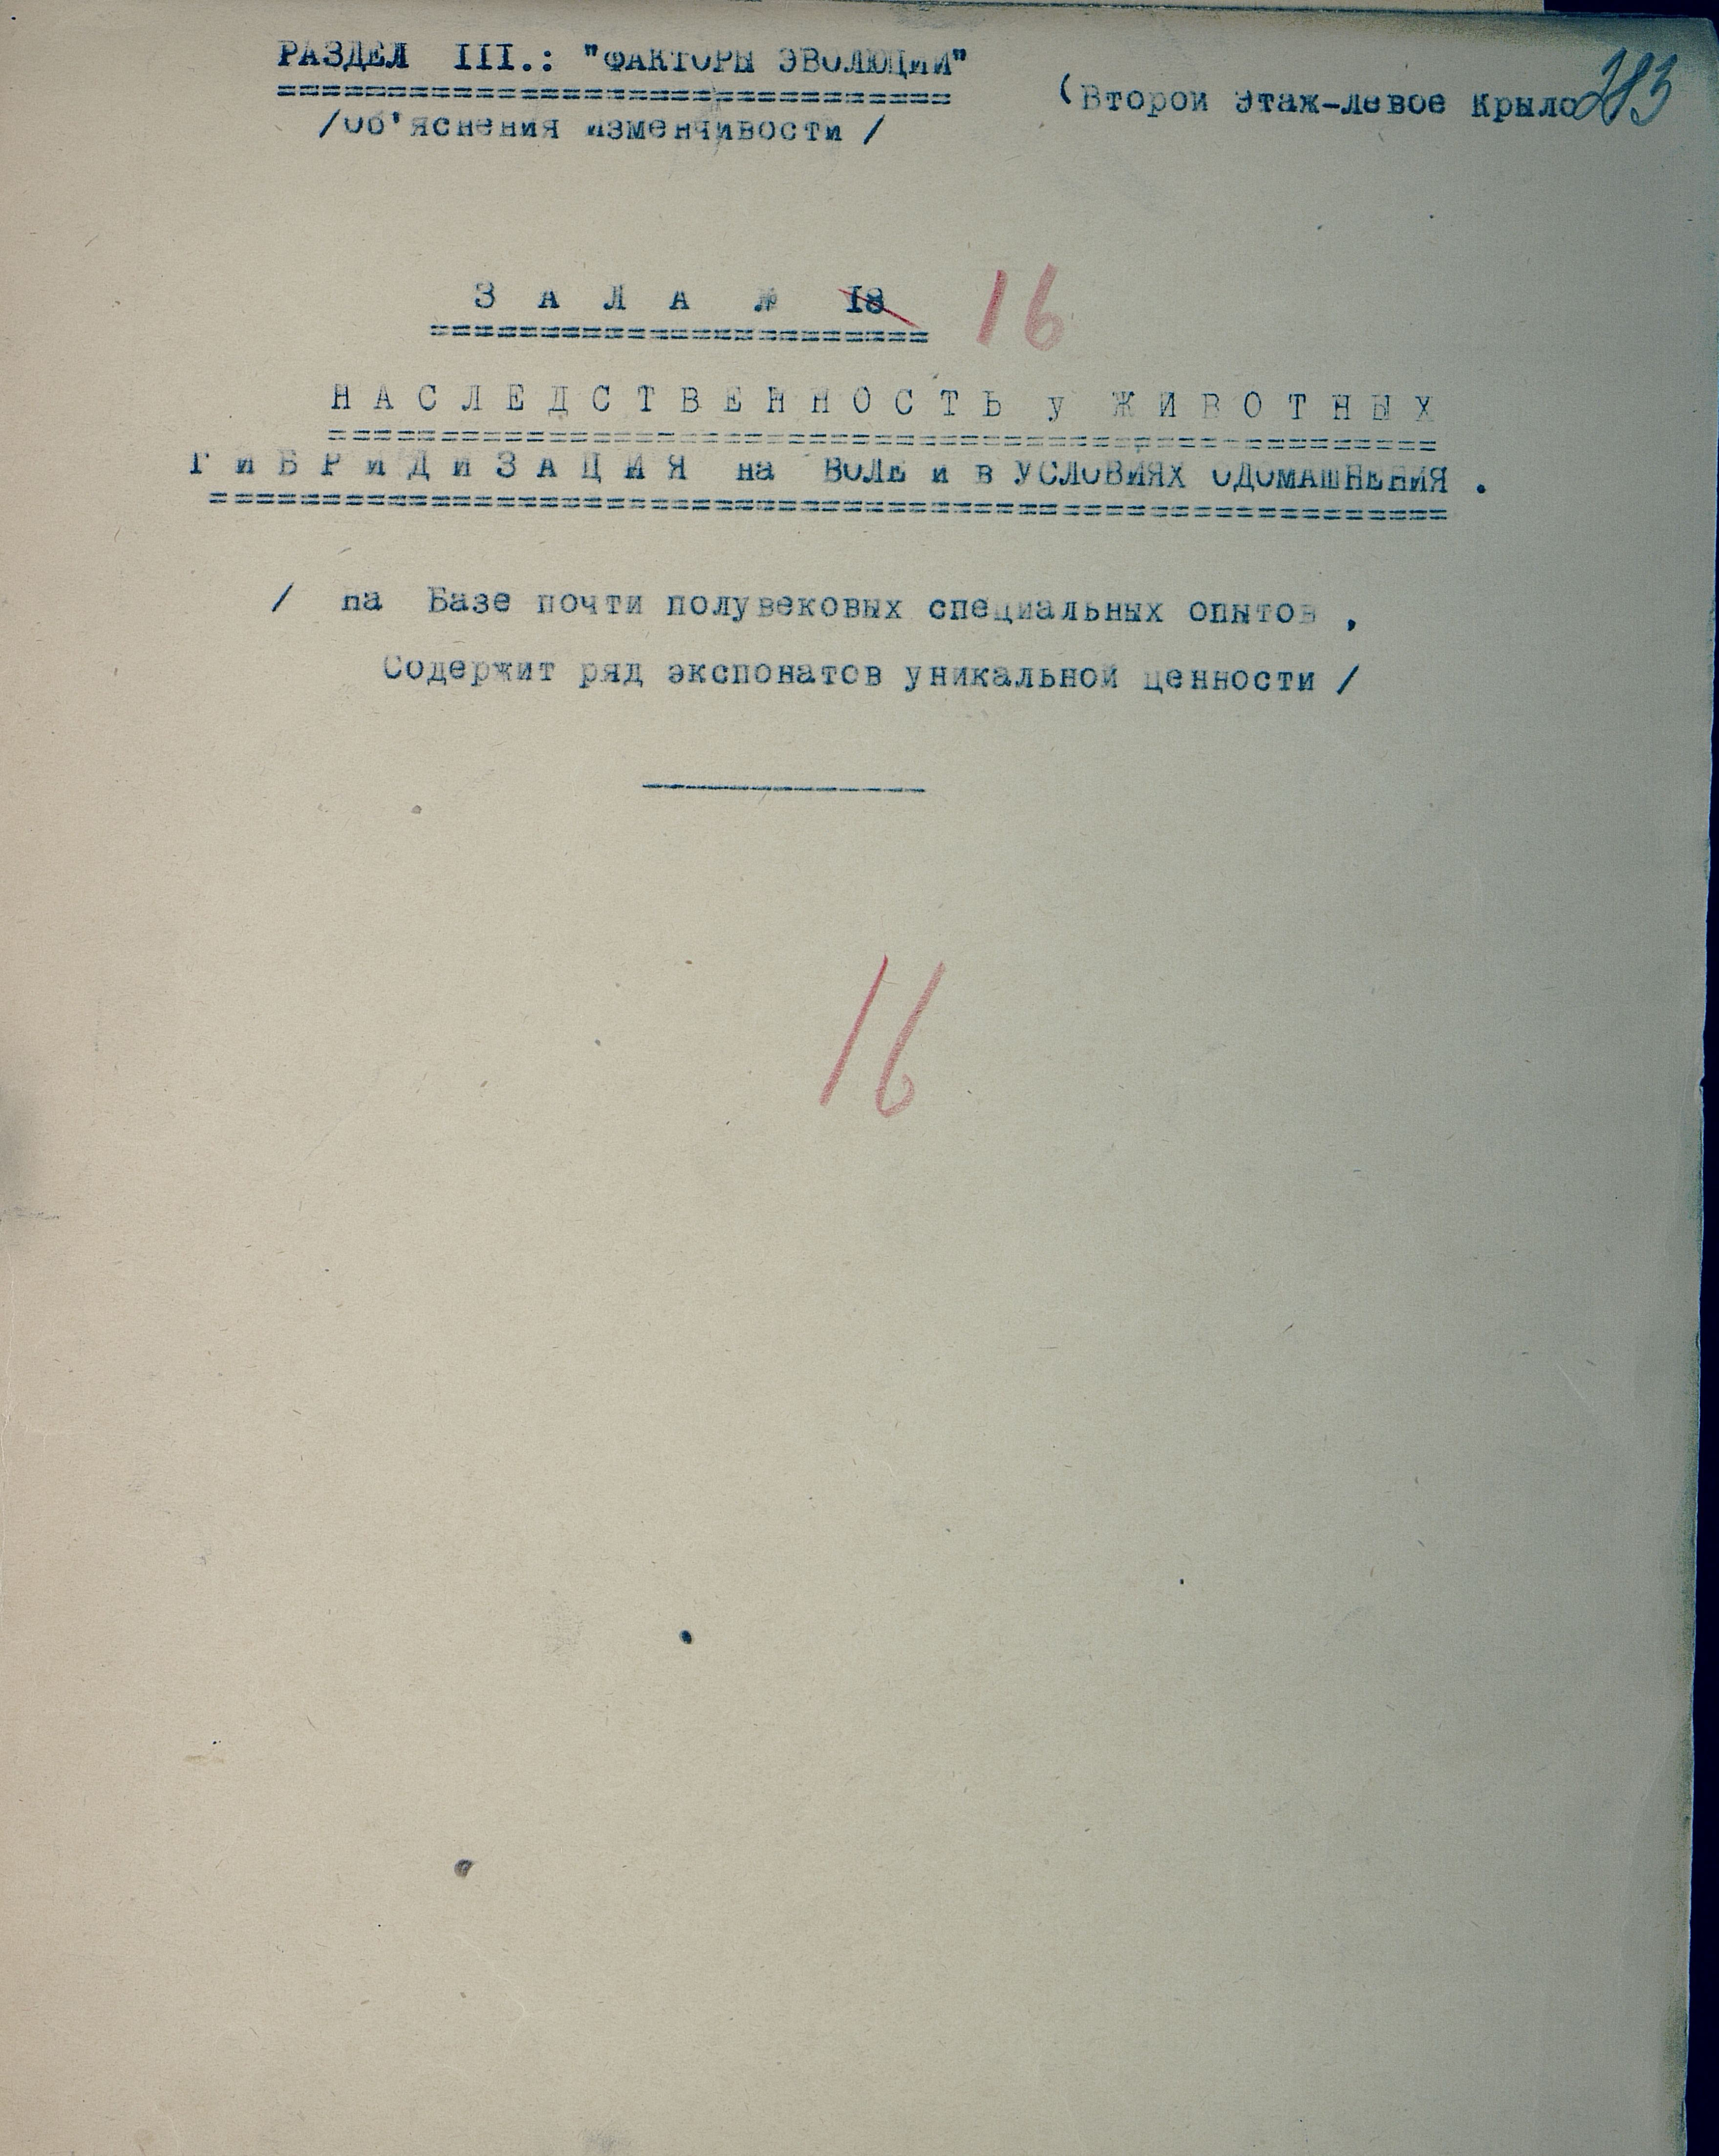 РАЗДЕЛ III.: "ФАКТОРЫ ЭВОЛЮЦИИ"
(Второй этаж-левое крыло
/Об'яснения изменчивости /
З А Л А № 18 16
Н А С Л Е Д С Т В Е Н Н О С Т Ь у Ж И В О Т Н Ы Х
Г И Б Р И Д И З А Ц И Я на ВОЛЕ и в УСЛОВИЯХ ОДОМАШНЕНИЯ .
/ на Базе почти полувековых специальных опытов ,
Содержит ряд экспонатов уникальной ценности /
16